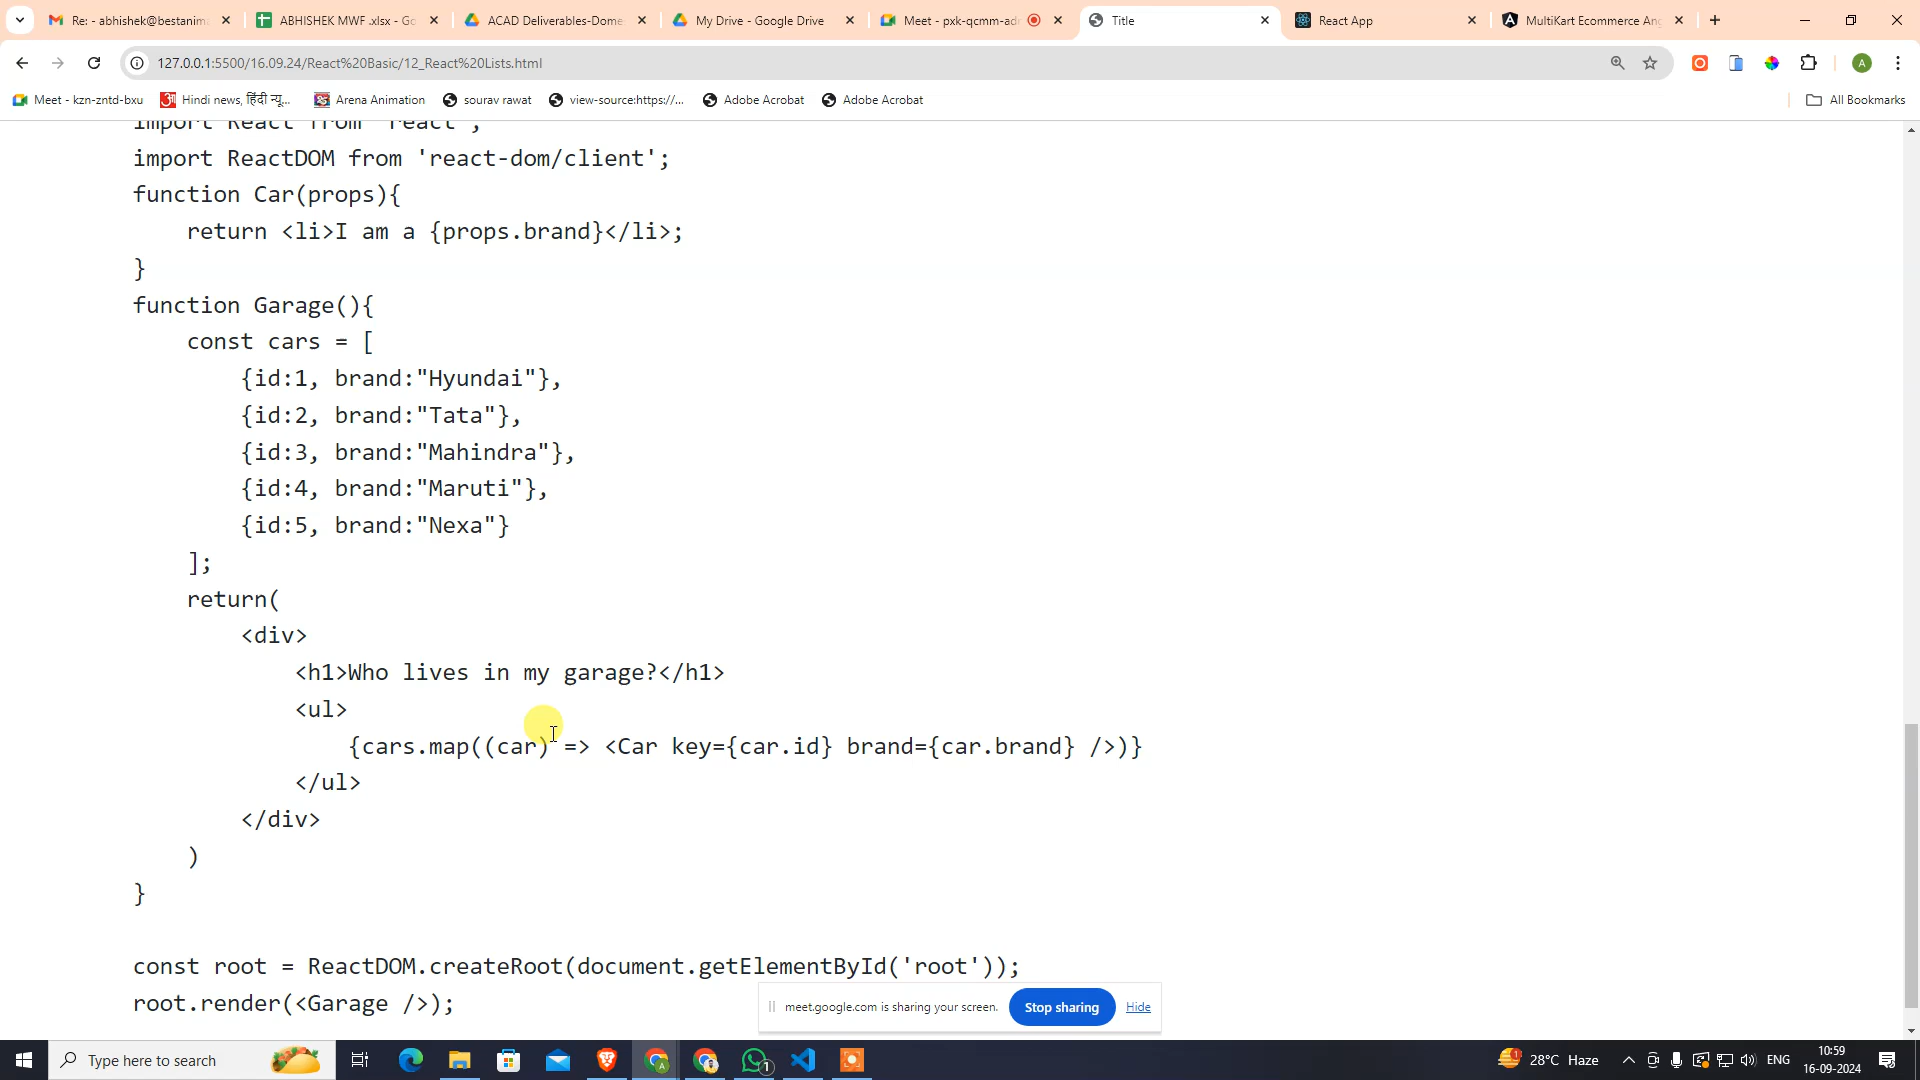 Re: - abhishek@bestanima
ABHISHEK MWF .xlsx - Go
ACAD Deliverables-Dome
My Drive - Google Drive
Meet - pxk-qcmm-adr
Title
React App
MultiKart Ecommerce Ang
127.0.0.1:5500/16.09.24/React%20Basic/12_React%20Lists.html
A
Meet - kzn-zntd-bxu
Hindi news, हिंदी न्यू...
Arena Animation
sourav rawat
view-source:https://...
Adobe Acrobat
Adobe Acrobat
All Bookmarks
import React from 'react';
import ReactDOM from 'react-dom/client';
function Car(props){
return <li>I am a {props.brand}</li>;
}
function Garage(){
const cars = [
{id:1, brand:"Hyundai"},
{id:2, brand:"Tata"},
{id:3, brand:"Mahindra"},
{id:4, brand:"Maruti"},
{id:5, brand:"Nexa"}
];
return(
<div>
<h1>Who lives in my garage?</h1>
<ul>
{cars.map((car) => <Car key={car.id} brand={car.brand} />)}
</ul>
</div>
)
}
const root = ReactDOM.createRoot(document.getElementById('root'));
root.render(<Garage />);
meet.google.com is sharing your screen.
Stop sharing
Hide
Type here to search
28°C Haze
ENG
10:59
16-09-2024